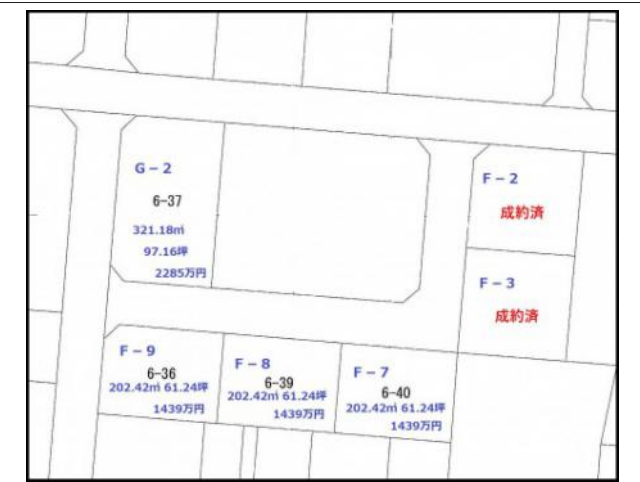 G－2
6-37
321.18㎡
97.16坪
2285万円
F－2
成約済
F－3
成約済
F－9
6-36
202.42㎡ 61.24坪
1439万円
F－8
6-39
202.42㎡ 61.24坪
1439万円
F－7
6-40
202.42㎡ 61.24坪
1439万円